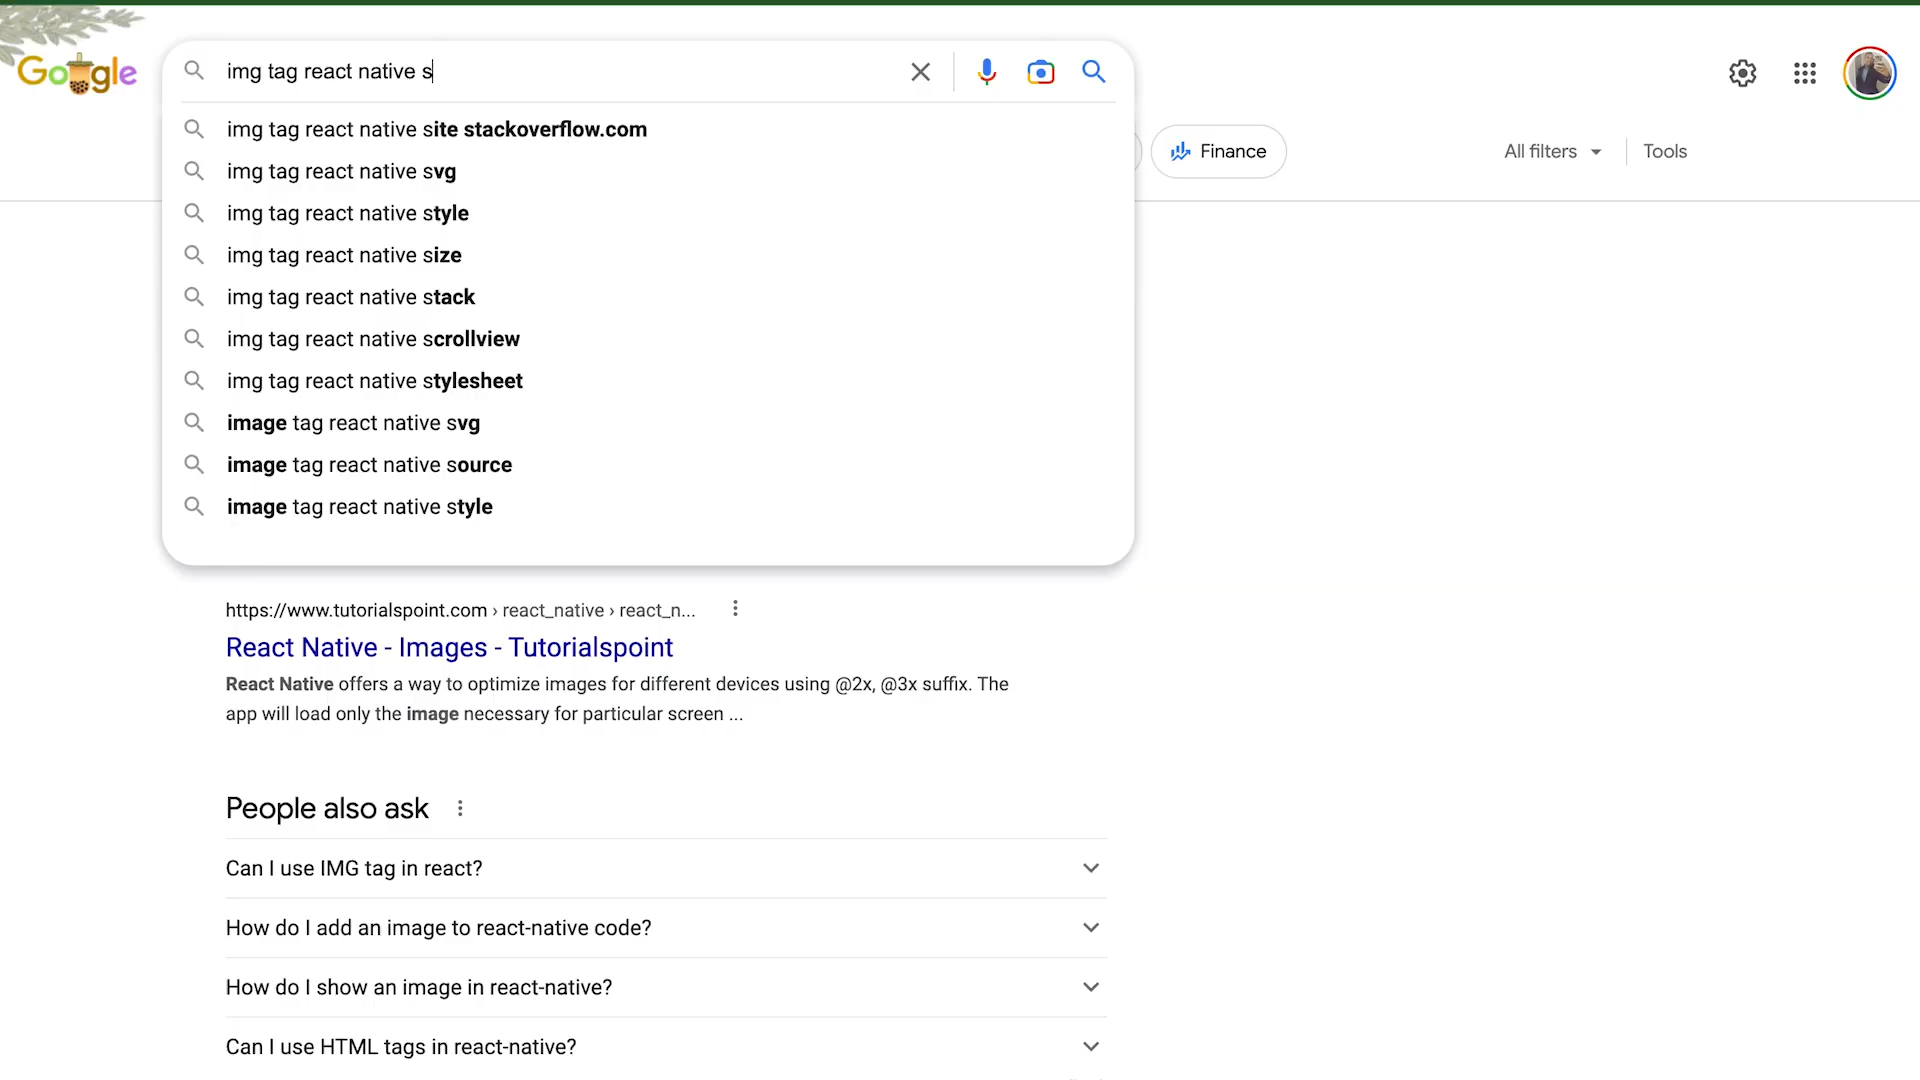 Google
img tag react native s
img tag react native site stackoverflow.com
img tag react native svg
img tag react native style
img tag react native size
img tag react native stack
img tag react native scrollview
img tag react native stylesheet
image tag react native svg
image tag react native source
image tag react native style
Finance
All filters
Tools
https://www.tutorialspoint.com › react_native › react_n...
React Native - Images - Tutorialspoint
React Native offers a way to optimize images for different devices using @2x, @3x suffix. The
app will load only the image necessary for particular screen ...
People also ask
Can I use IMG tag in react?
How do I add an image to react-native code?
How do I show an image in react-native?
Can I use HTML tags in react-native?